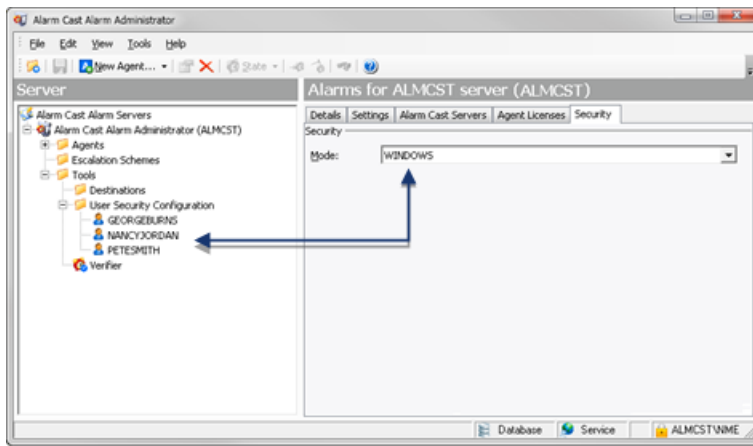 Alarm Cast Alarm Administrator
File Edit View Tools Help
New Agent... State
Server
Alarms for ALMCST server (ALMCST)
Alarm Cast Alarm Servers
Alarm Cast Alarm Administrator (ALMCST)
Agents
Escalation Schemes
Tools
Destinations
User Security Configuration
GEORGEBURNS
NANCYJORDAN
PETESMITH
Verifier
Details Settings Alarm Cast Servers Agent Licenses Security
Security
Mode: WINDOWS
Database Service ALMCST\NME